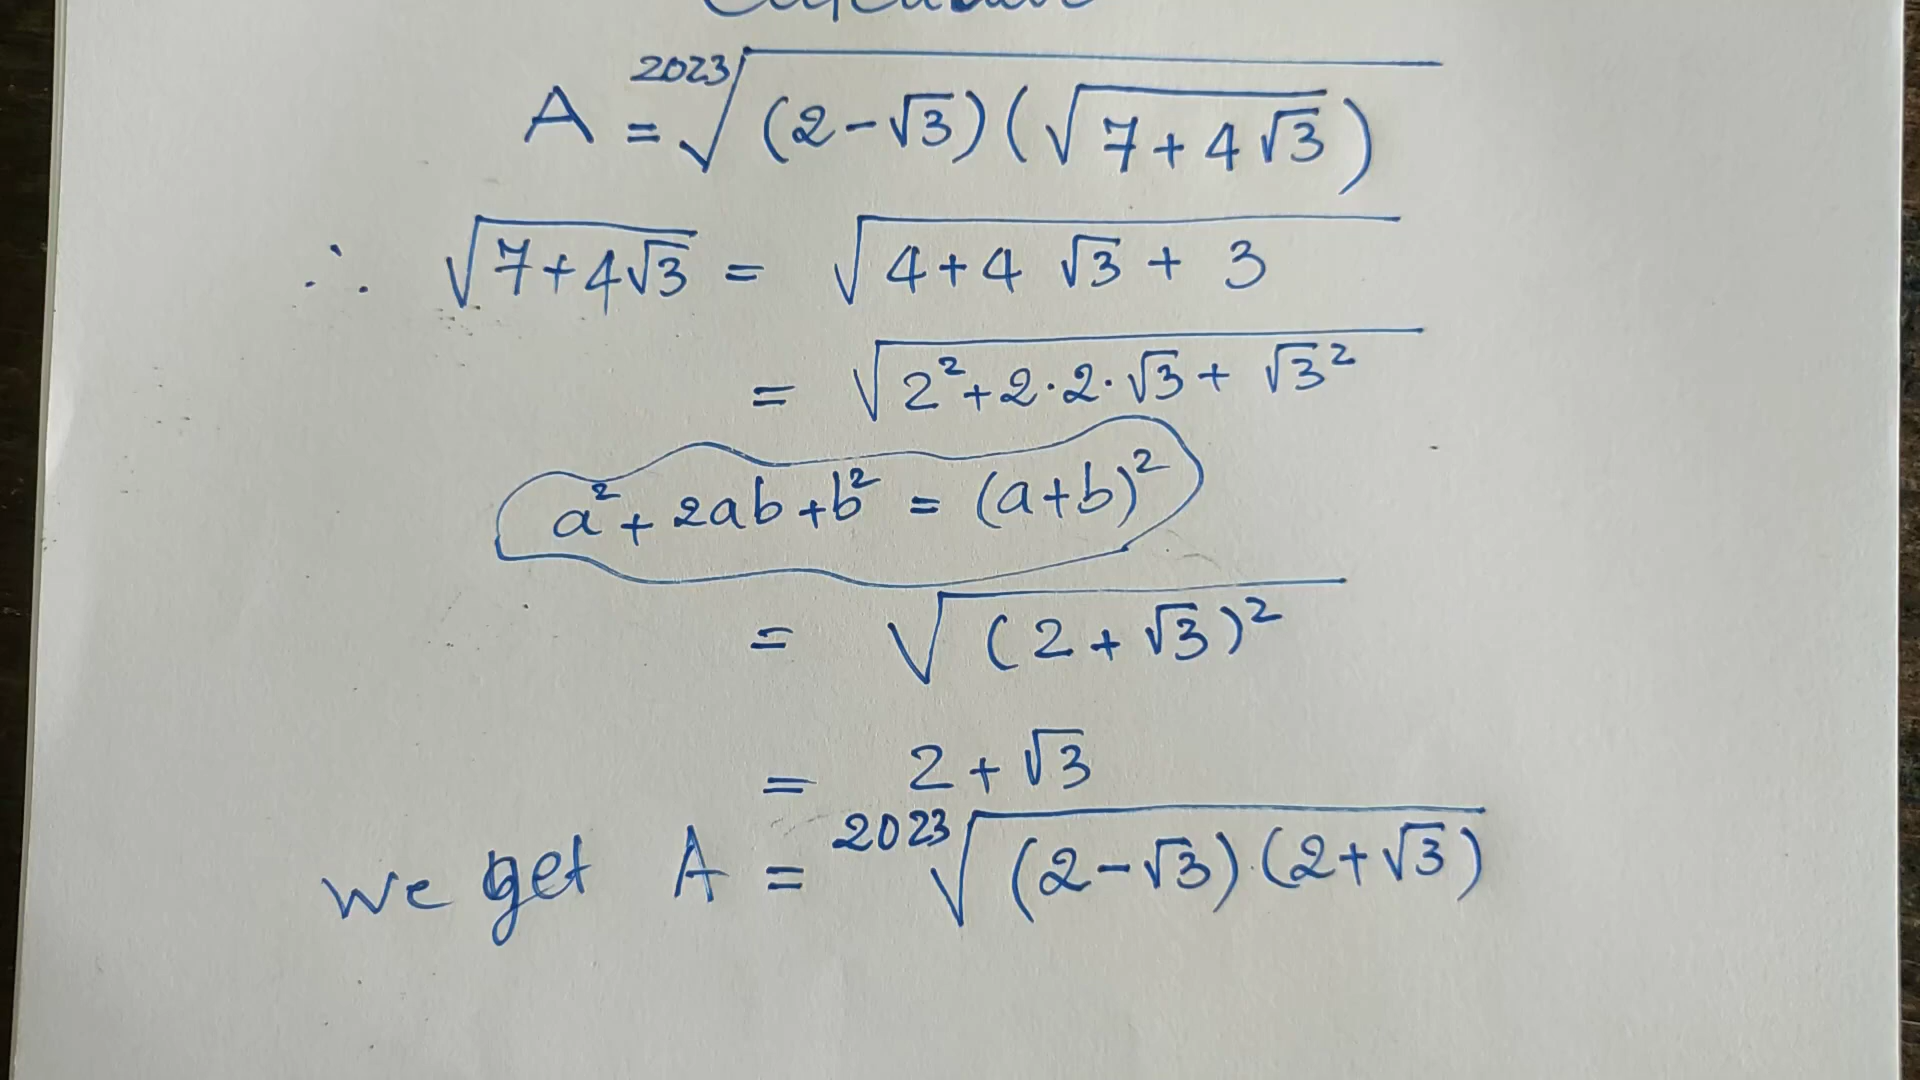 A = ²⁰²³√((2-√3)(√(7+4√3)))
∴ √(7+4√3) = √(4+4 √3 + 3)
= √(2²+2·2·√3+ √3²)
a²+2ab+b² = (a+b)²
= √((2+√3)²)
= 2+√3
We get A = ²⁰²³√((2-√3)·(2+√3))